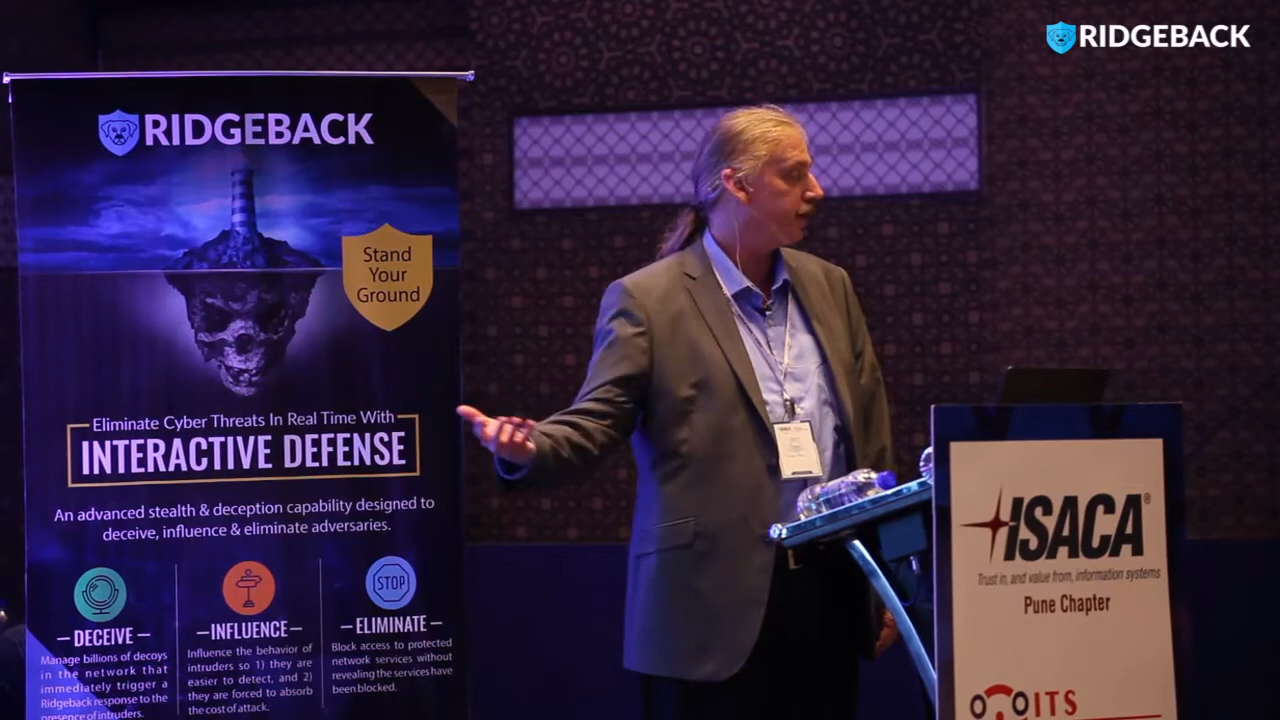 RIDGEBACK
RIDGEBACK
Stand
Your
Ground
Eliminate Cyber Threats In Real Time With
INTERACTIVE DEFENSE
An advanced stealth & deception capability designed to
deceive, influence & eliminate adversaries.
STOP
– DECEIVE –
Manage billions of decoys
in the network that
immediately trigger a
Ridgeback response to the
presence of intruders.
– INFLUENCE –
Influence the behavior of
intruders so 1) they are
easier to detect, and 2)
they are forced to absorb
the cost of attack.
– ELIMINATE –
Block access to protected
network services without
revealing the services have
been blocked.
ISACA®
Trust in, and value from, information systems
Pune Chapter
ITS